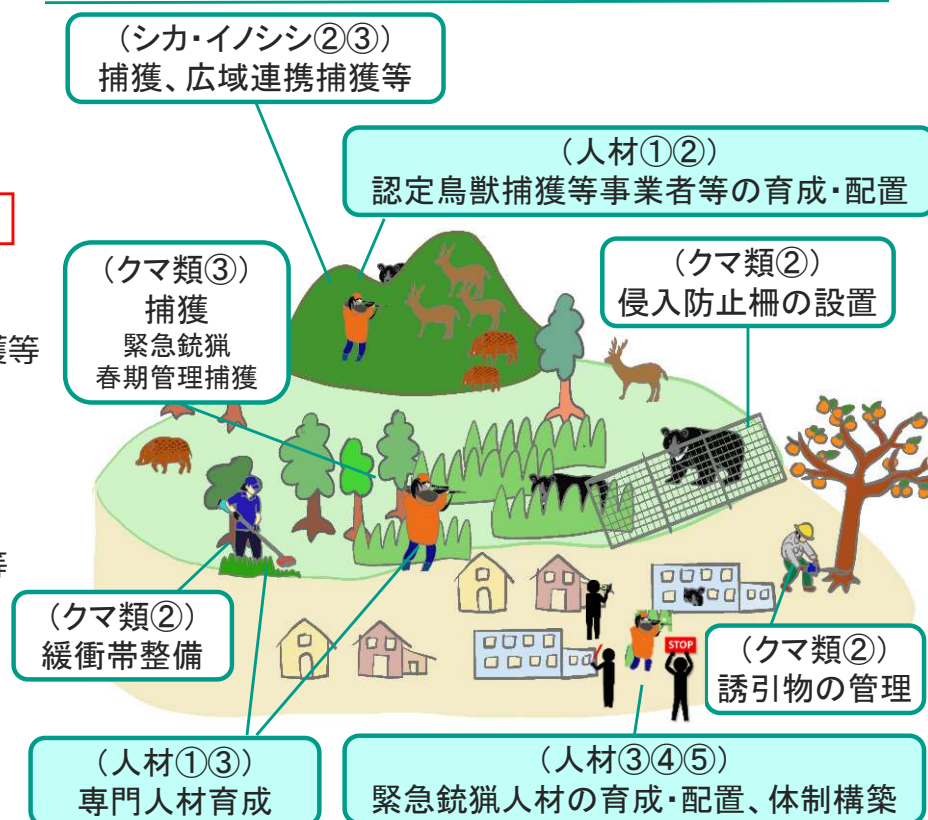 (シカ・イノシシ②③)
捕獲、広域連携捕獲等
(人材①②)
認定鳥獣捕獲等事業者等の育成・配置
(クマ類③)
捕獲
緊急銃猟
春期管理捕獲
(クマ類②)
侵入防止柵の設置
獲等
等
(クマ類②)
緩衝帯整備
STOP
(クマ類②)
誘引物の管理
(人材①③)
専門人材育成
(人材③④⑤)
緊急銃猟人材の育成・配置、体制構築